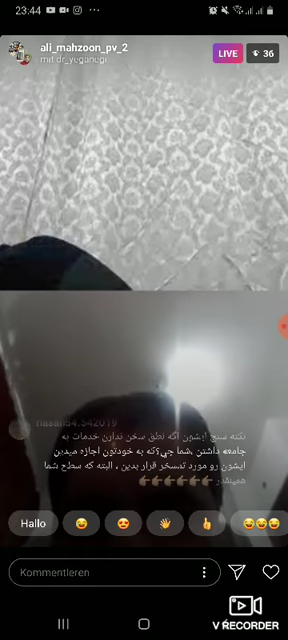 23:44
ali_mahzoon_pv_2
mit dr_yeganegi
LIVE
36
hasan54.542019
نکته سنج ایشون اگه نطق سخن ندارن خدمات به
جامعه داشتن ,شما چی؟که به خودتون اجازه میدین
ایشون رو مورد تمسخر قرار بدین ، البته که سطح شما
همینقدر
Hallo
Kommentieren
V RECORDER